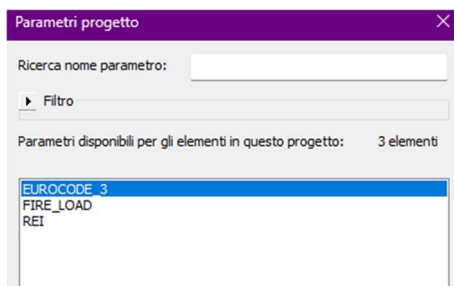 Parametri progetto
Ricerca nome parametro:
Filtro
Parametri disponibili per gli elementi in questo progetto: 3 elementi
EUROCODE_3
FIRE_LOAD
REI